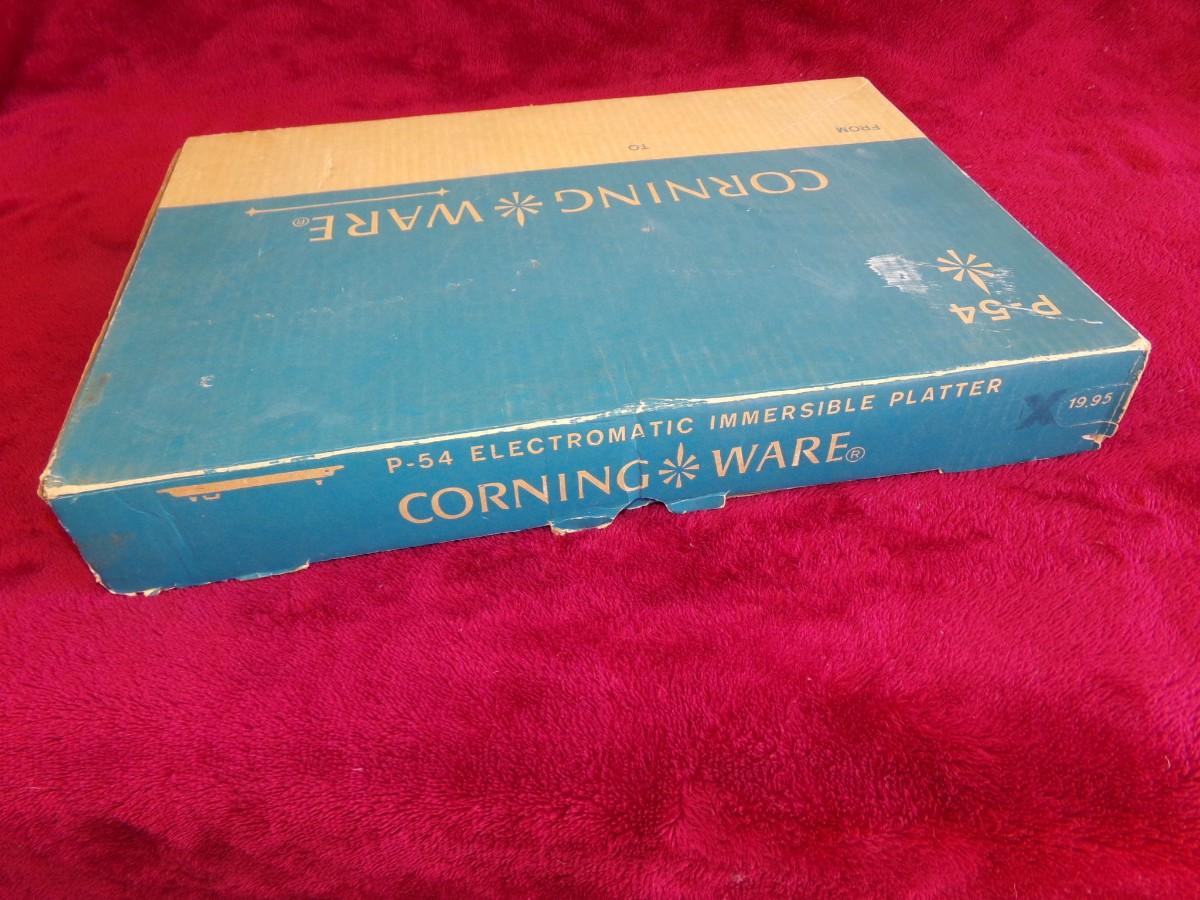 FROM
TO
CORNING WARE®
P-54
P-54 ELECTROMATIC IMMERSIBLE PLATTER
X 19.95
CORNING WARE®